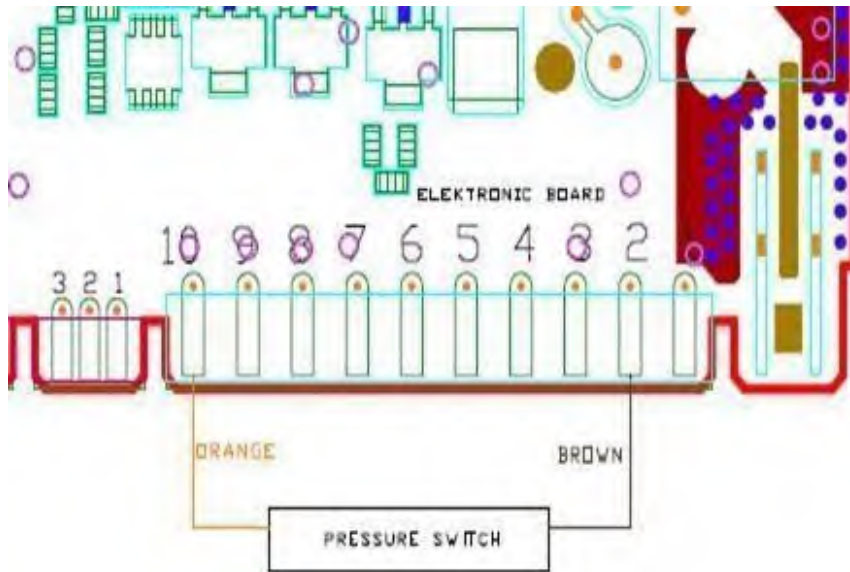 ELEKTRONIC BOARD
10 9 8 7 6 5 4 3 2
3 2 1
ORANGE
BROWN
PRESSURE SWITCH